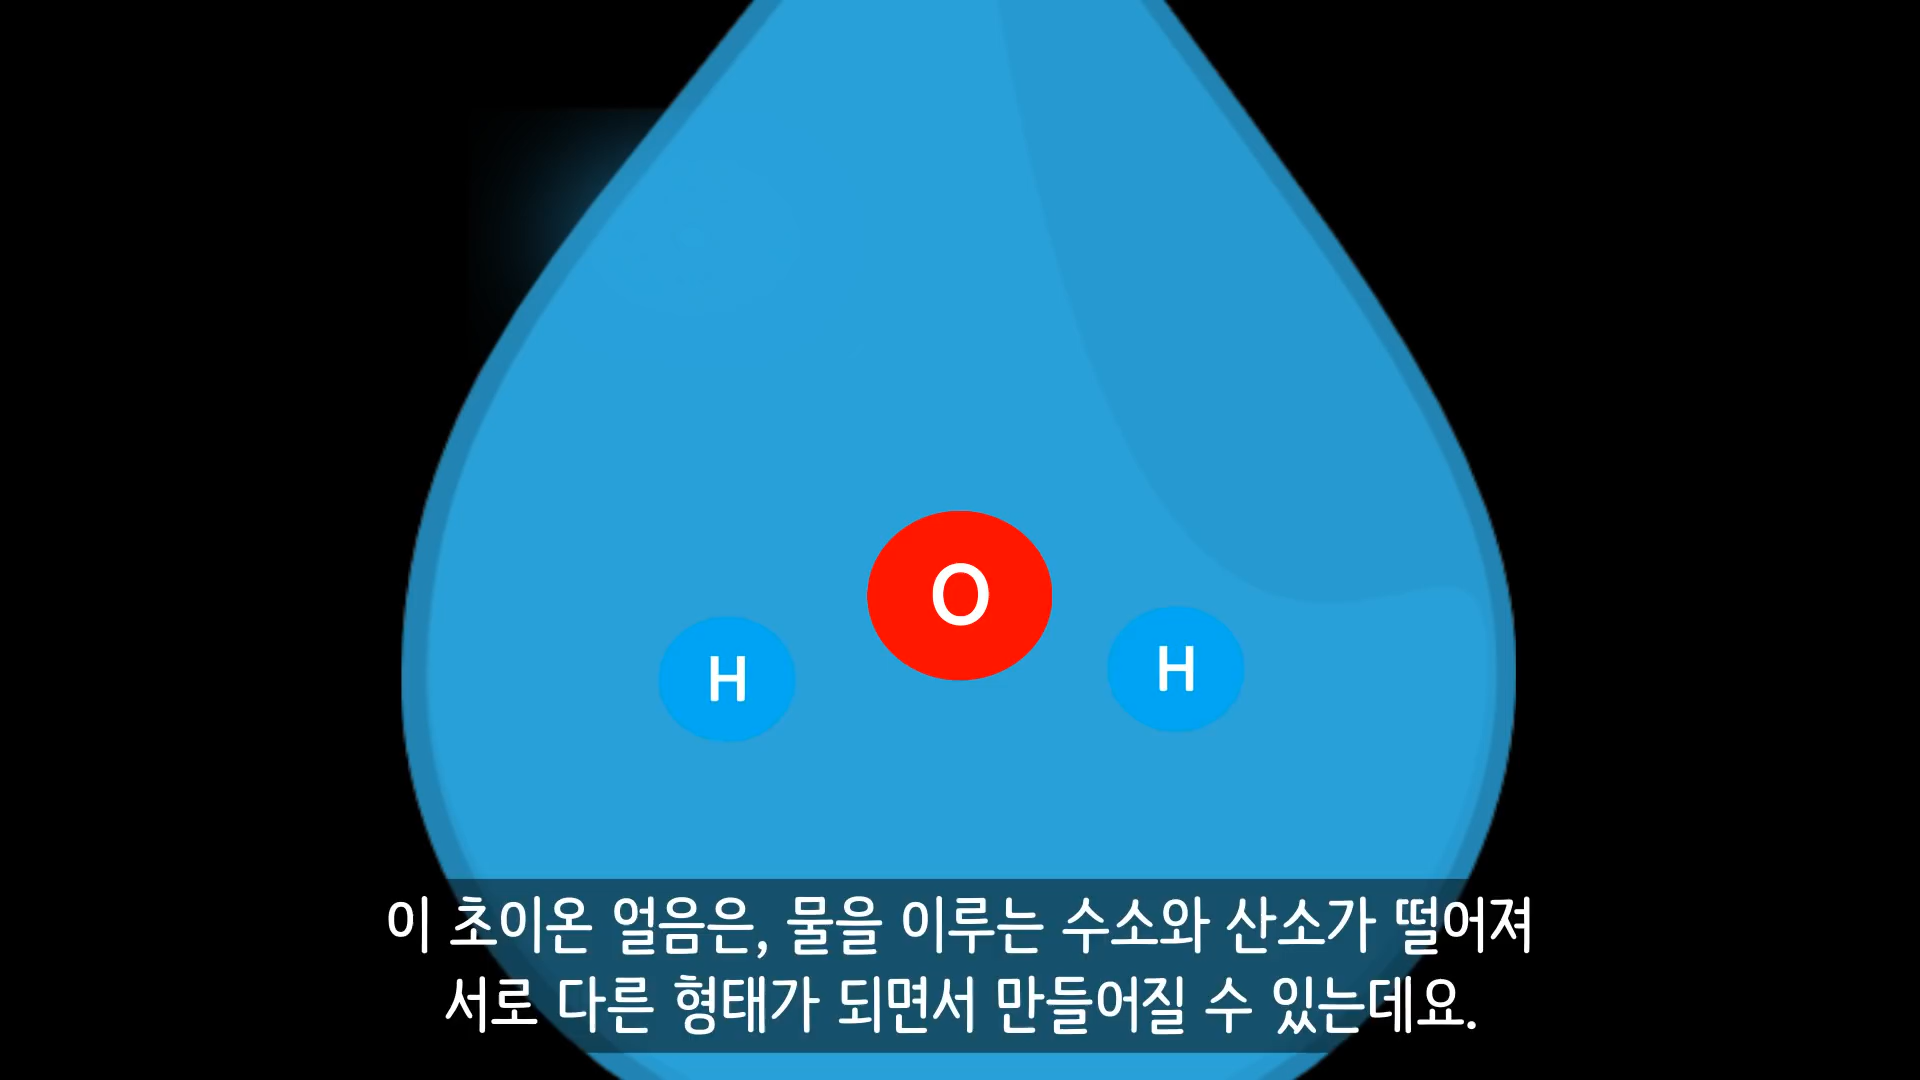 O
H
H
이 초이온 얼음은, 물을 이루는 수소와 산소가 떨어져
서로 다른 형태가 되면서 만들어질 수 있는데요.